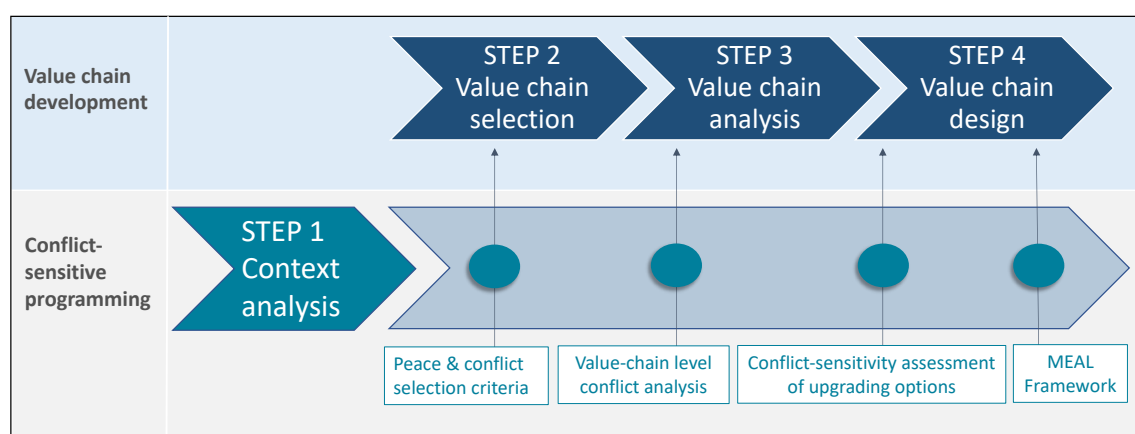 Value chain
development
STEP 2
Value chain
selection
STEP 3
Value chain
analysis
STEP 4
Value chain
design
Conflict-
sensitive
programming
STEP 1
Context
analysis
Peace & conflict
selection criteria
Value-chain level
conflict analysis
Conflict-sensitivity assessment
of upgrading options
MEAL
Framework